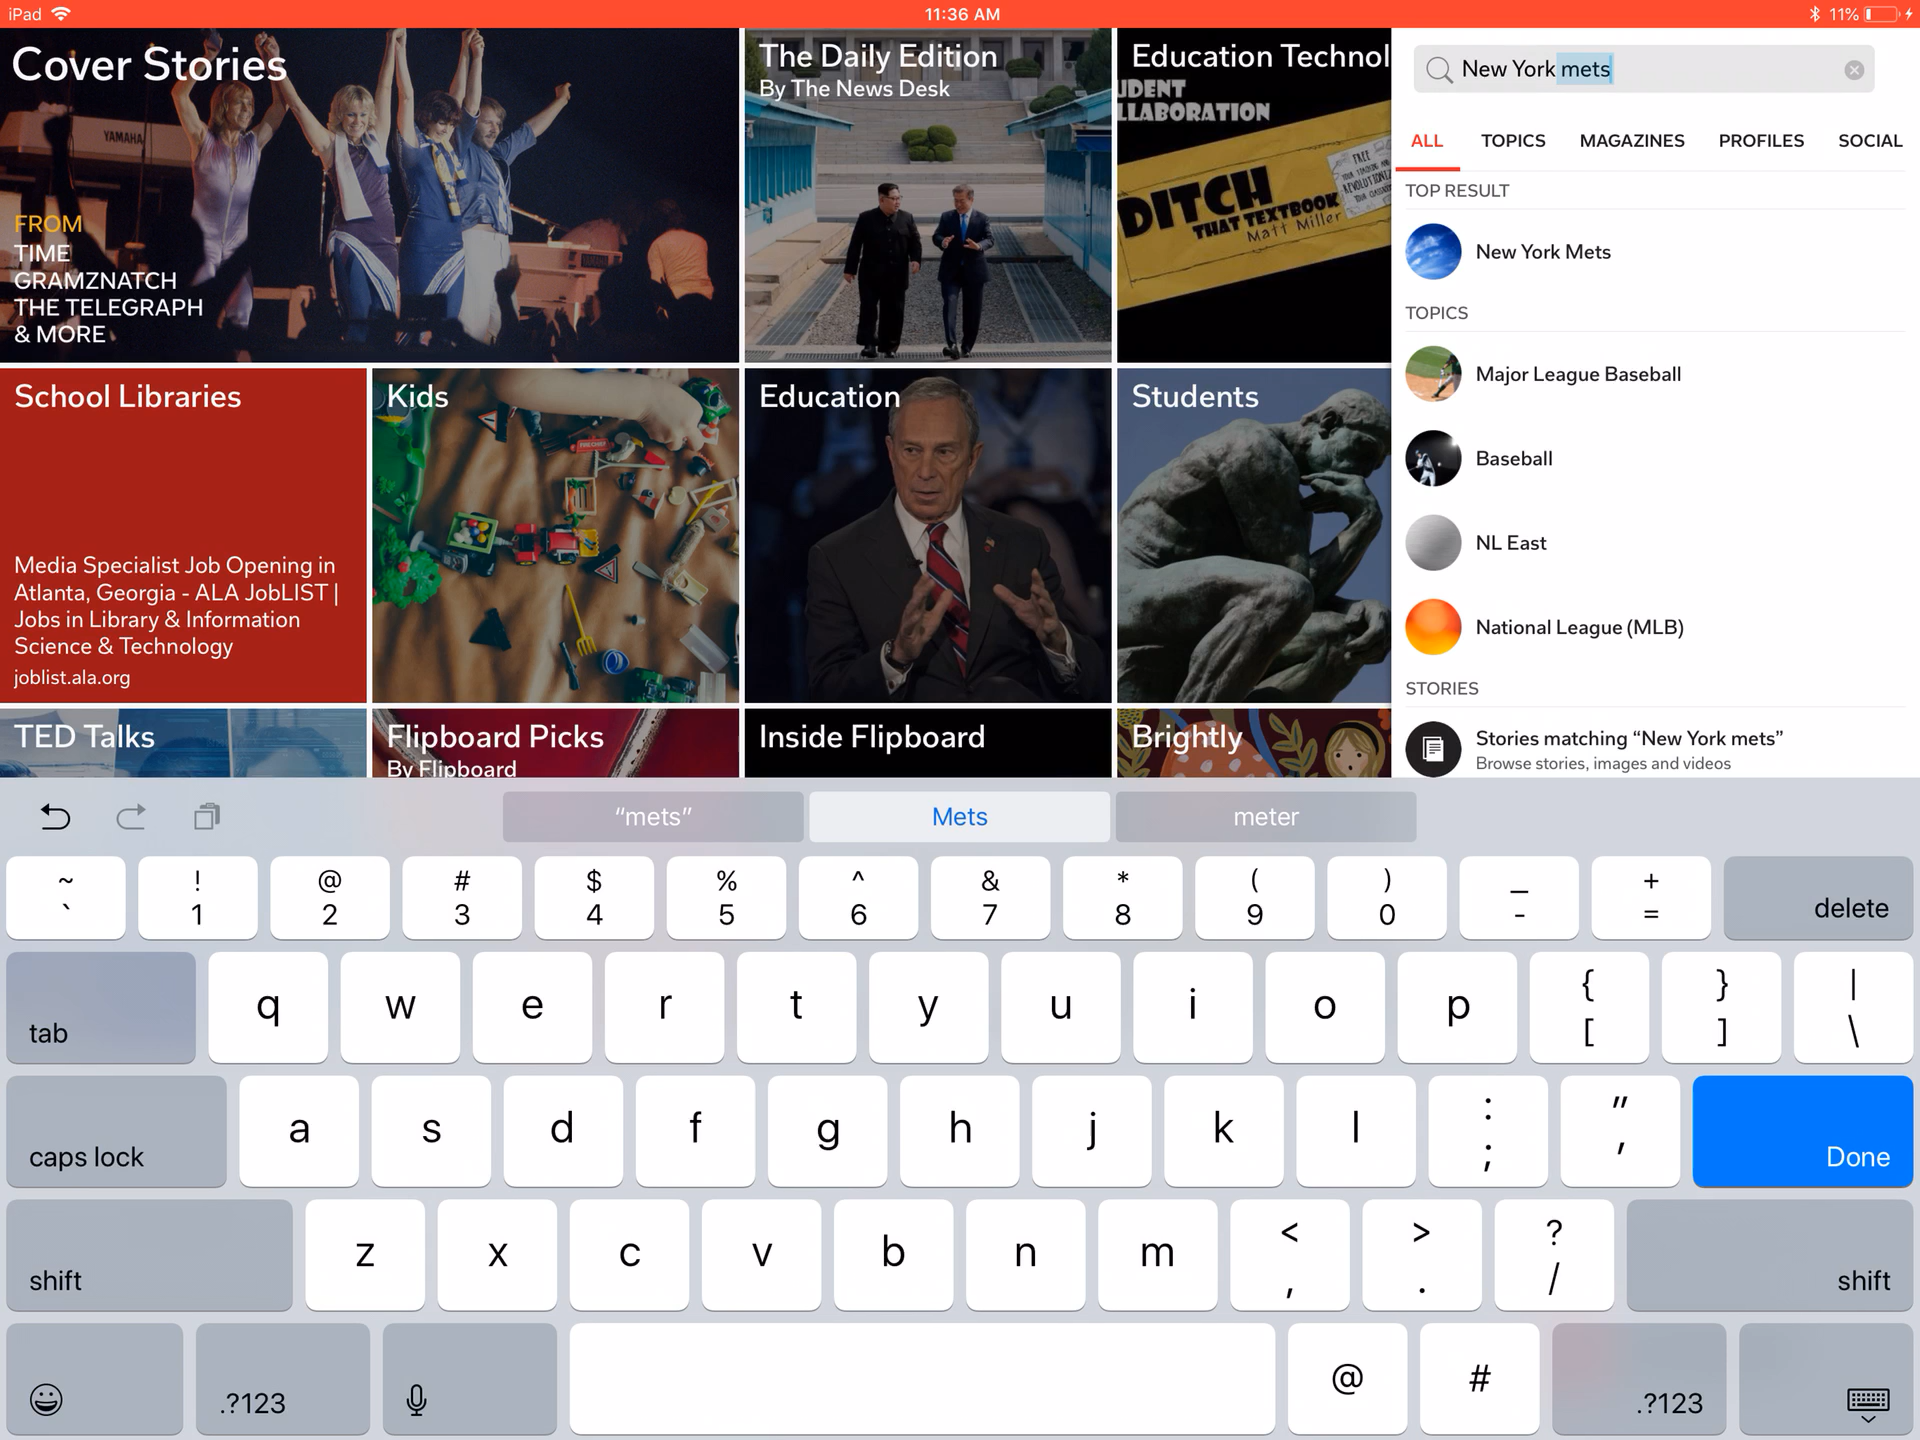 iPad
11:36 AM
11%
Cover Stories
YAMAHA
FROM
TIME
GRAMZNATCH
THE TELEGRAPH
& MORE
The Daily Edition
By The News Desk
Education Technol
UDENT
LLABORATION
DITCH
THAT TEXTBOOK
Matt Miller
FREE
School Libraries
Media Specialist Job Opening in
Atlanta, Georgia - ALA JobLIST |
Jobs in Library & Information
Science & Technology
joblist.ala.org
Kids
Education
Students
TED Talks
Flipboard Picks
By Flipboard
Inside Flipboard
Brightly
New York mets
ALL TOPICS MAGAZINES PROFILES SOCIAL
TOP RESULT
New York Mets
TOPICS
Major League Baseball
Baseball
NL East
National League (MLB)
STORIES
Stories matching “New York mets”
Browse stories, images and videos
“mets” Mets meter
~ ! @ # $ % ^ & * ( ) _ +
` 1 2 3 4 5 6 7 8 9 0 - = delete
tab q w e r t y u i o p { [ } ] | \
caps lock a s d f g h j k l : ; " ' Done
shift z x c v b n m < , > . ? / shift
.?123 @ # .?123